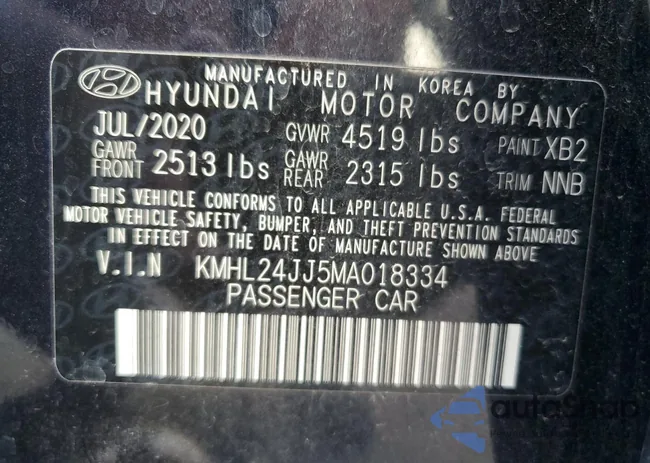 MANUFACTURED IN KOREA BY
HYUNDAI MOTOR COMPANY
JUL/2020 GVWR 4519 lbs PAINT XB2
GAWR FRONT 2513 lbs GAWR REAR 2315 lbs TRIM NNB
THIS VEHICLE CONFORMS TO ALL APPLICABLE U.S.A. FEDERAL
MOTOR VEHICLE SAFETY, BUMPER, AND THEFT PREVENTION STANDARDS
IN EFFECT ON THE DATE OF MANUFACTURE SHOWN ABOVE
V.I.N KMHL24JJ5MA018334
PASSENGER CAR
autoShop